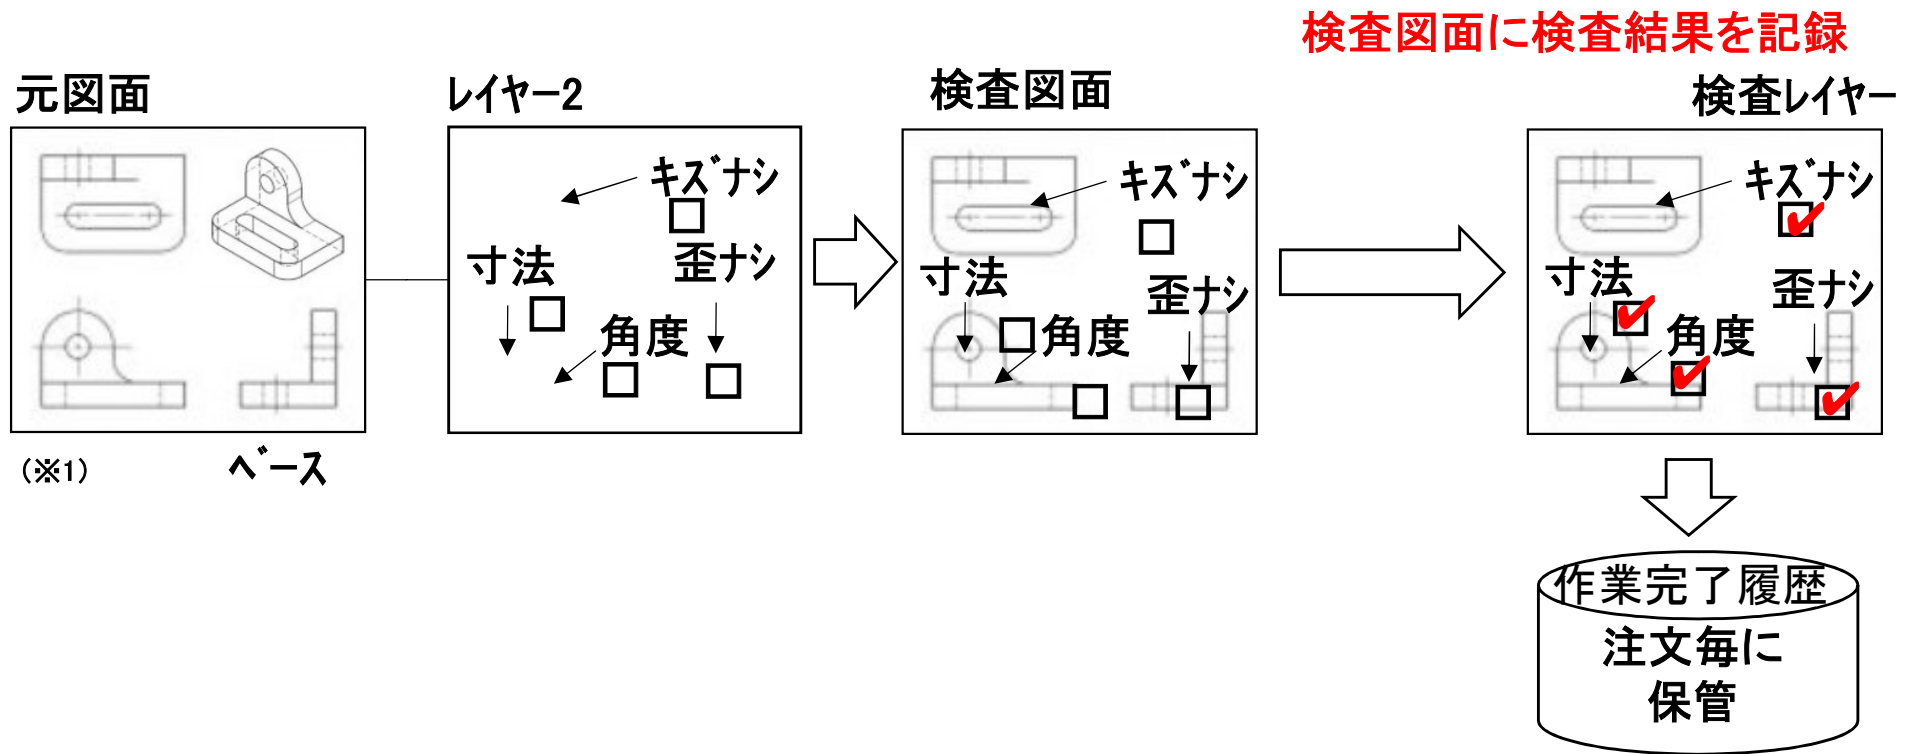 検査図面に検査結果を記録
元図面
レイヤー2
検査図面
検査レイヤー
キズナシ
寸法
歪ナシ
角度
キズナシ
寸法
歪ナシ
角度
キズナシ
寸法
歪ナシ
角度
(※1)
ベース
作業完了履歴
注文毎に
保管